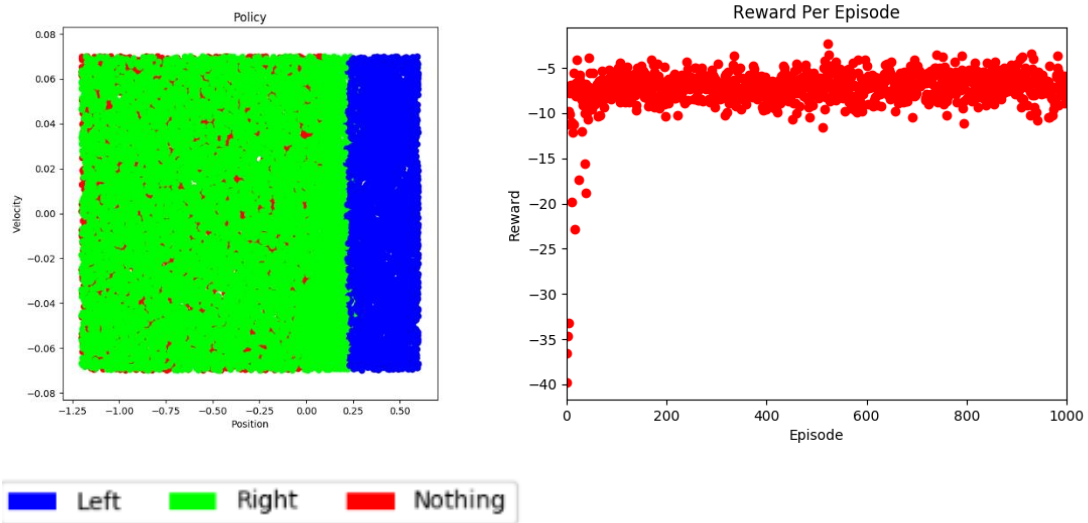 Policy
0.08
0.06
0.04
0.02
0.00
−0.02
−0.04
−0.06
−0.08
Velocity
−1.25 −1.00 −0.75 −0.50 −0.25 0.00 0.25 0.50
Position
Reward Per Episode
−5
−10
−15
−20
−25
−30
−35
−40
Reward
0 200 400 600 800 1000
Episode
Left Right Nothing